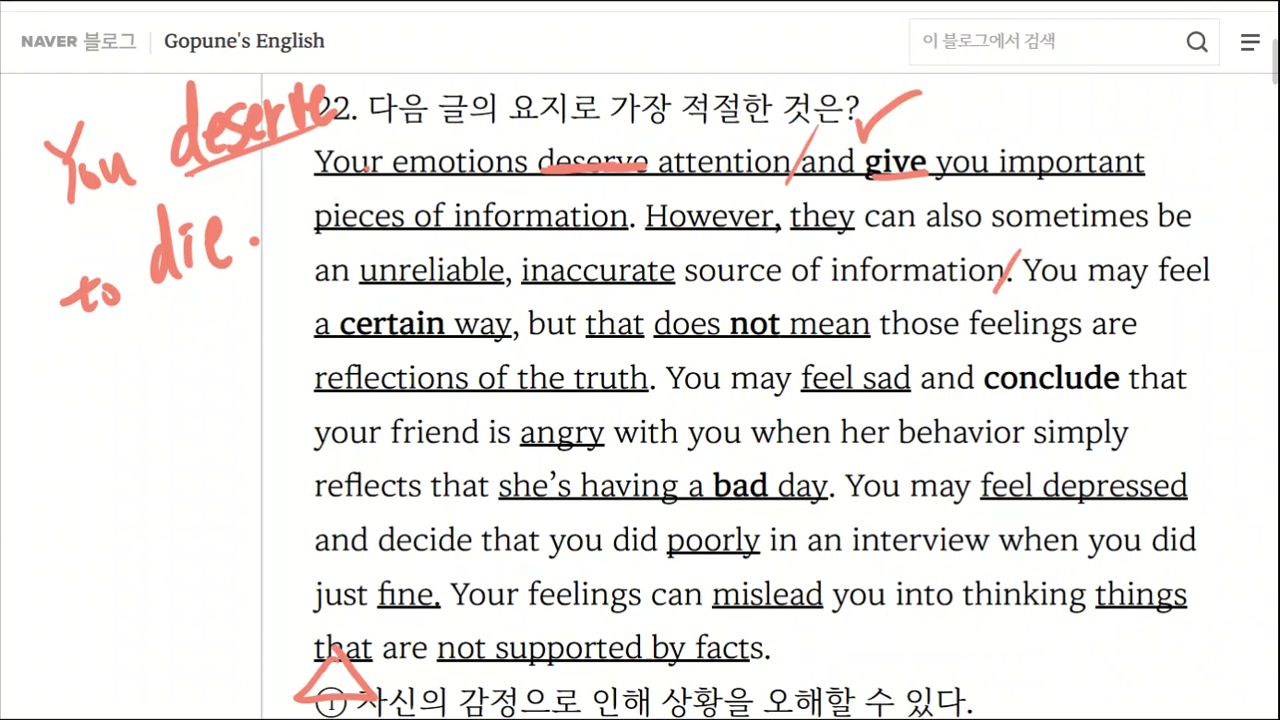 NAVER 블로그 Gopune's English
이 블로그에서 검색
You deserve
to die.
22. 다음 글의 요지로 가장 적절한 것은?
Your emotions deserve attention and give you important
pieces of information. However, they can also sometimes be
an unreliable, inaccurate source of information. You may feel
a certain way, but that does not mean those feelings are
reflections of the truth. You may feel sad and conclude that
your friend is angry with you when her behavior simply
reflects that she’s having a bad day. You may feel depressed
and decide that you did poorly in an interview when you did
just fine. Your feelings can mislead you into thinking things
that are not supported by facts.
① 자신의 감정으로 인해 상황을 오해할 수 있다.